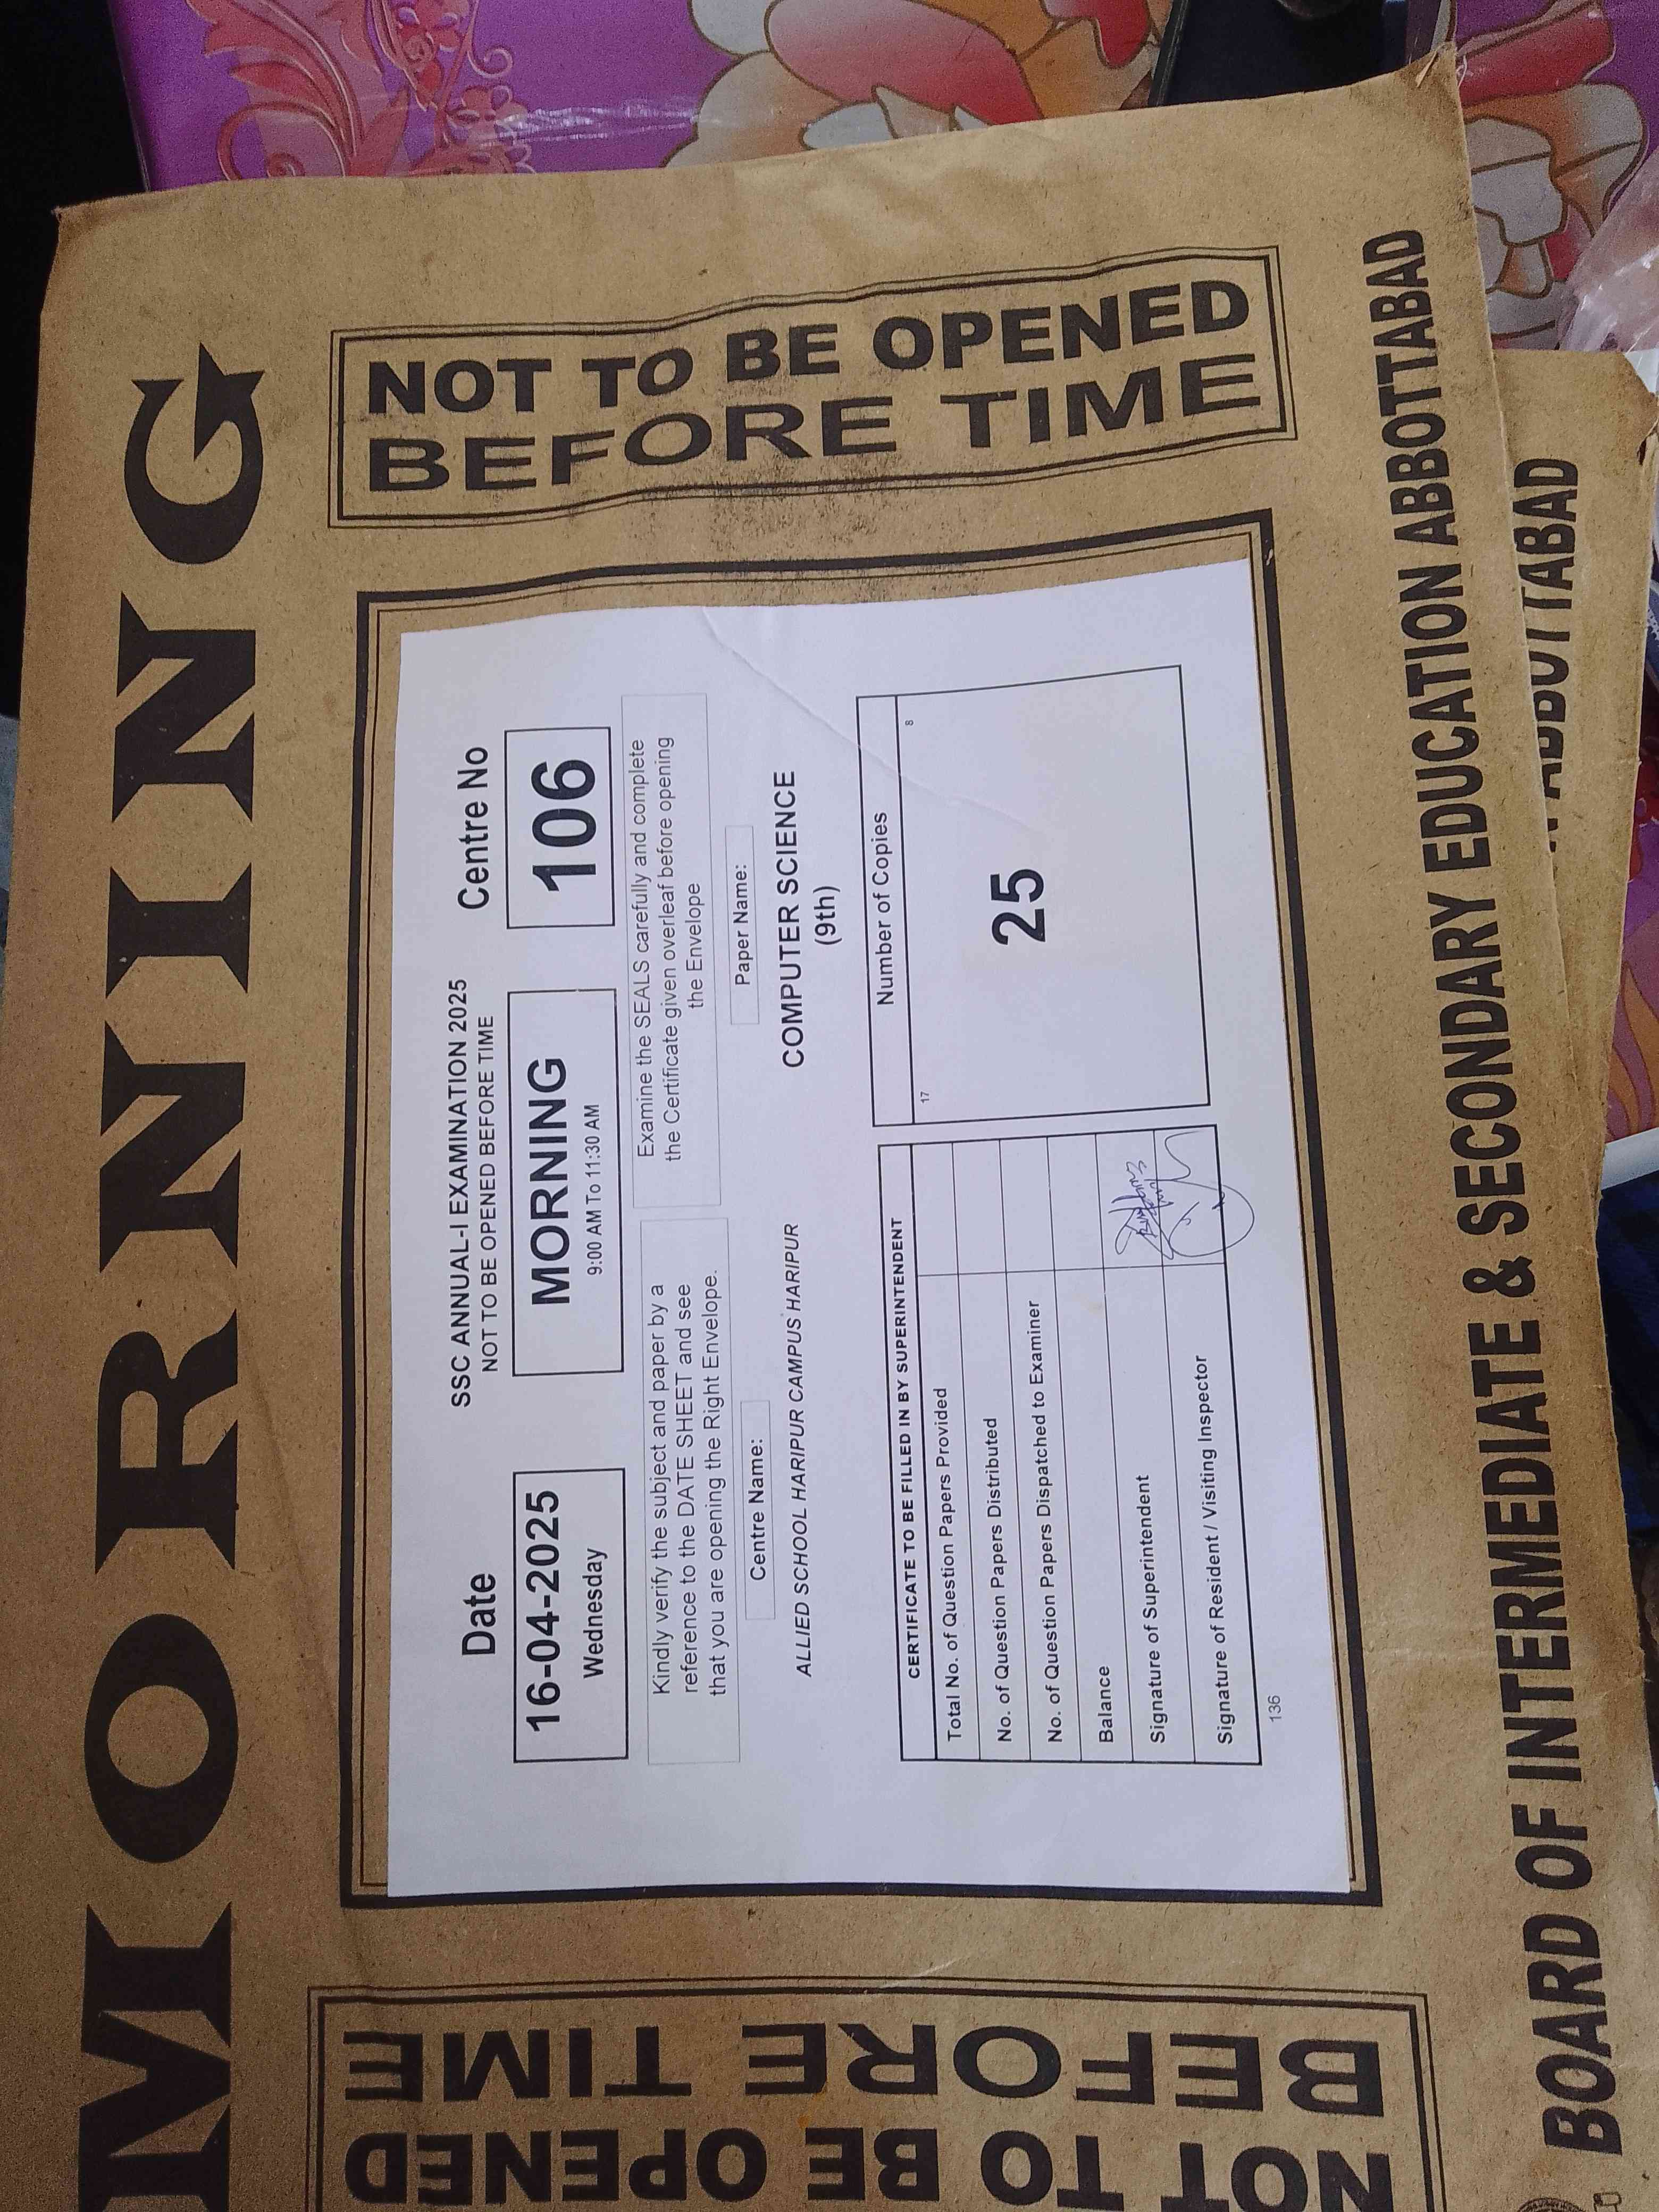 MORNING
NOT TO BE OPENED
BEFORE TIME
NOT TO BE OPENED
BEFORE TIME
SSC ANNUAL-I EXAMINATION 2025
NOT TO BE OPENED BEFORE TIME
Date
16-04-2025
Wednesday
MORNING
9:00 AM To 11:30 AM
Centre No
106
Kindly verify the subject and paper by a
reference to the DATE SHEET and see
that you are opening the Right Envelope.
Examine the SEALS carefully and complete
the Certificate given overleaf before opening
the Envelope
Centre Name:
ALLIED SCHOOL HARIPUR CAMPUS HARIPUR
Paper Name:
COMPUTER SCIENCE
(9th)
CERTIFICATE TO BE FILLED IN BY SUPERINTENDENT
Total No. of Question Papers Provided
No. of Question Papers Distributed
No. of Question Papers Dispatched to Examiner
Balance
Signature of Superintendent
Signature of Resident / Visiting Inspector
136
Number of Copies
17 8
25
BOARD OF INTERMEDIATE & SECONDARY EDUCATION ABBOTTABAD
ABBOTTABAD